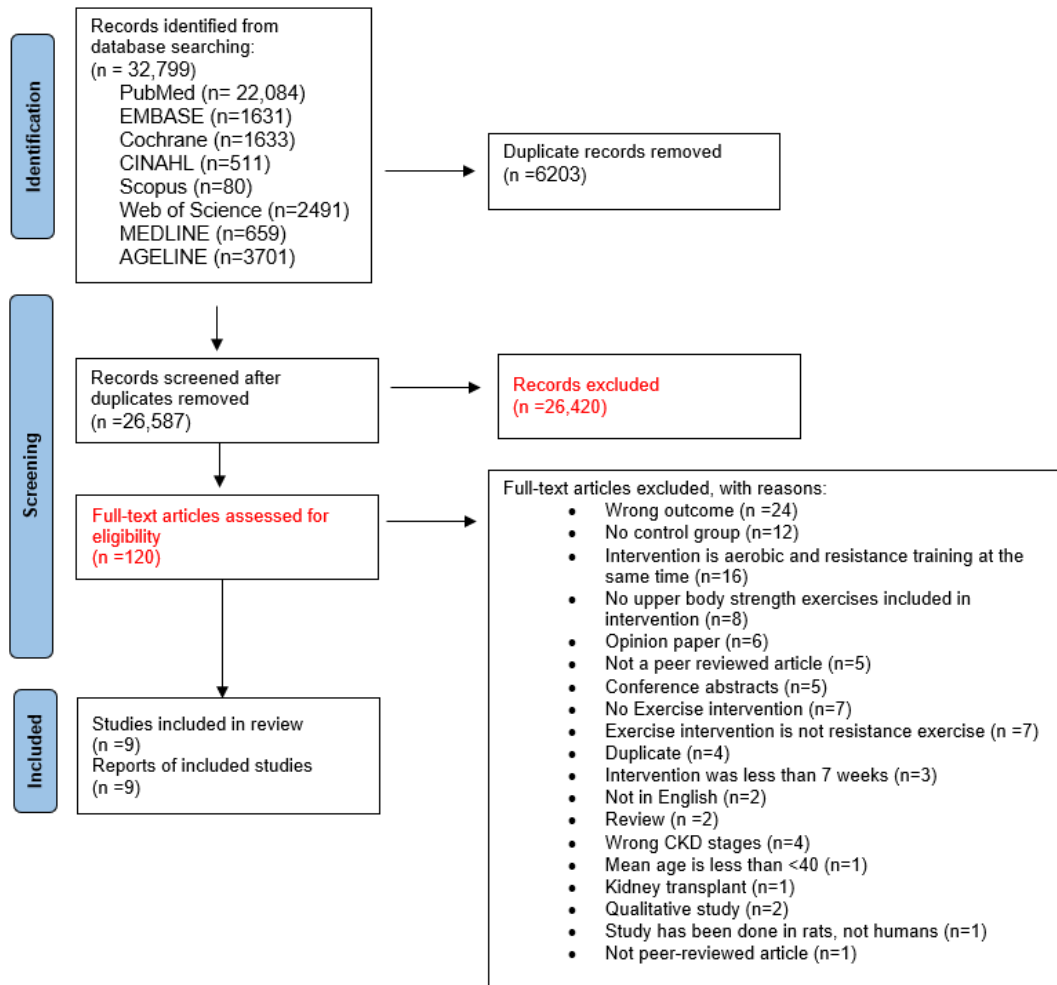 Identification
Records identified from
database searching:
(n = 32,799)
PubMed (n= 22,084)
EMBASE (n=1631)
Cochrane (n=1633)
CINAHL (n=511)
Scopus (n=80)
Web of Science (n=2491)
MEDLINE (n=659)
AGELINE (n=3701)
Duplicate records removed
(n =6203)
Screening
Records screened after
duplicates removed
(n =26,587)
Records excluded
(n =26,420)
Full-text articles assessed for
eligibility
(n =120)
Full-text articles excluded, with reasons:
• Wrong outcome (n =24)
• No control group (n=12)
• Intervention is aerobic and resistance training at the
same time (n=16)
• No upper body strength exercises included in
intervention (n=8)
• Opinion paper (n=6)
• Not a peer reviewed article (n=5)
• Conference abstracts (n=5)
• No Exercise intervention (n=7)
• Exercise intervention is not resistance exercise (n =7)
• Duplicate (n=4)
• Intervention was less than 7 weeks (n=3)
• Not in English (n=2)
• Review (n =2)
• Wrong CKD stages (n=4)
• Mean age is less than <40 (n=1)
• Kidney transplant (n=1)
• Qualitative study (n=2)
• Study has been done in rats, not humans (n=1)
• Not peer-reviewed article (n=1)
Included
Studies included in review
(n =9)
Reports of included studies
(n =9)